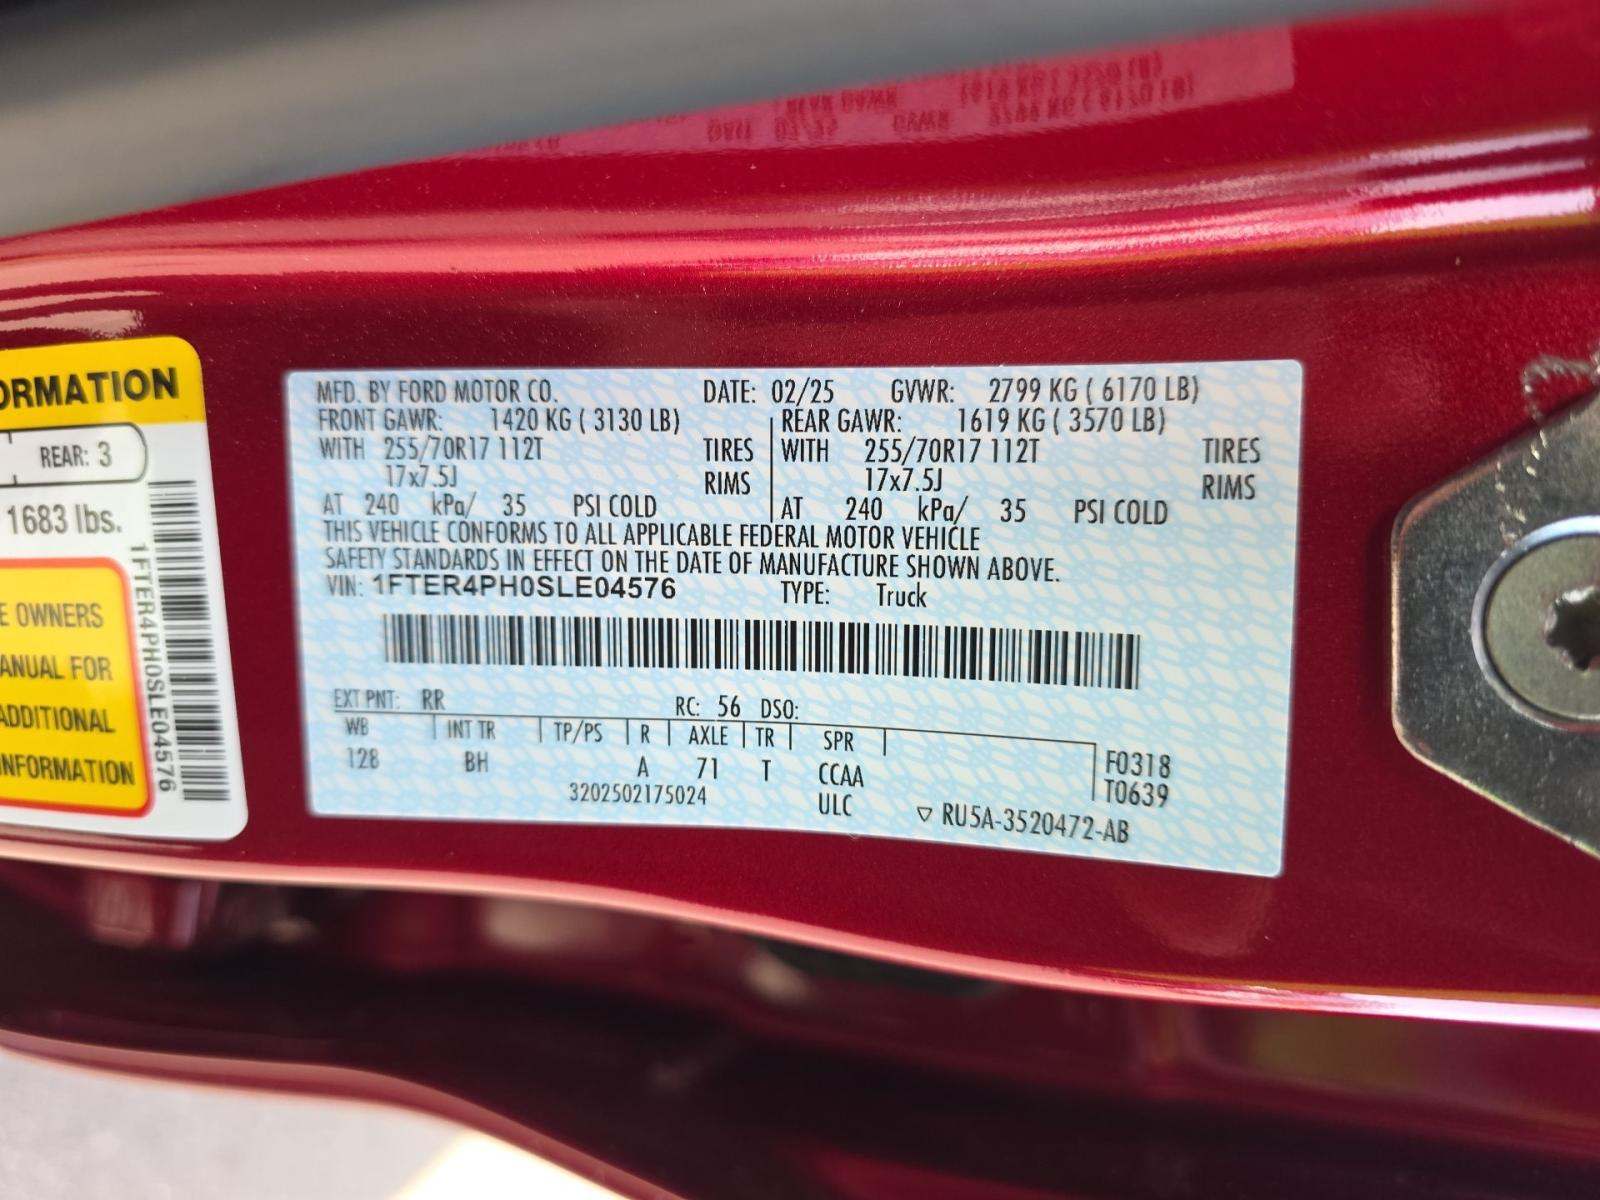 ORMATION
REAR: 3
1683 lbs.
E OWNERS
ANUAL FOR
ADDITIONAL
NFORMATION
1FTER4PH0SLE04576
MFD. BY FORD MOTOR CO. DATE: 02/25 GVWR: 2799 KG ( 6170 LB)
FRONT GAWR: 1420 KG ( 3130 LB) REAR GAWR: 1619 KG ( 3570 LB)
WITH 255/70R17 112T TIRES WITH 255/70R17 112T TIRES
17x7.5J RIMS 17x7.5J RIMS
AT 240 kPa/ 35 PSI COLD AT 240 kPa/ 35 PSI COLD
THIS VEHICLE CONFORMS TO ALL APPLICABLE FEDERAL MOTOR VEHICLE
SAFETY STANDARDS IN EFFECT ON THE DATE OF MANUFACTURE SHOWN ABOVE.
VIN: 1FTER4PH0SLE04576 TYPE: Truck
EXT PNT: RR RC: 56 DSO:
WB INT TR TP/PS R AXLE TR SPR
128 BH A 71 T CCAA F0318
3202502175024 ULC T0639
RU5A-3520472-AB